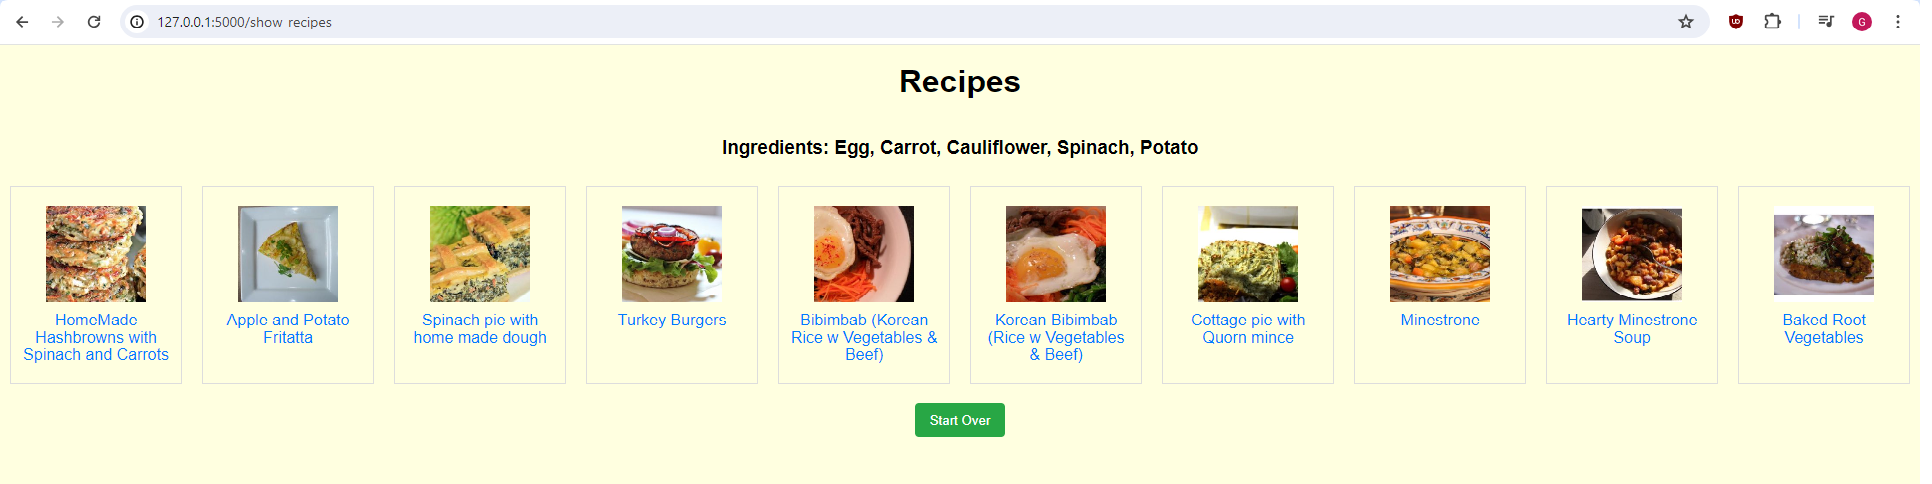 127.0.0.1:5000/show_recipes
G
Recipes
Ingredients: Egg, Carrot, Cauliflower, Spinach, Potato
HomeMade
Hashbrowns with
Spinach and Carrots
Apple and Potato
Fritatta
Spinach pie with
home made dough
Turkey Burgers
Bibimbab (Korean
Rice w Vegetables &
Beef)
Korean Bibimbab
(Rice w Vegetables
& Beef)
Cottage pie with
Quorn mince
Minestrone
Hearty Minestrone
Soup
Baked Root
Vegetables
Start Over